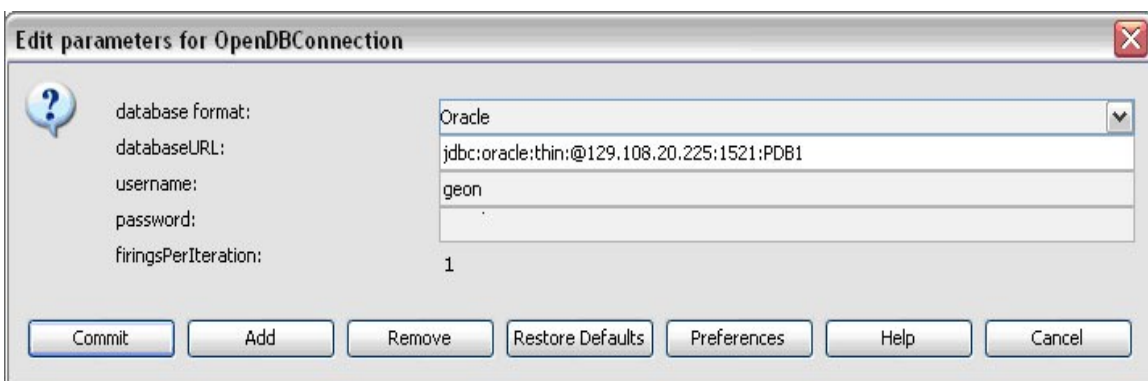 Edit parameters for OpenDBConnection
database format: Oracle
databaseURL: jdbc:oracle:thin:@129.108.20.225:1521:PDB1
username: geon
password:
firingsPerIteration: 1
Commit Add Remove Restore Defaults Preferences Help Cancel